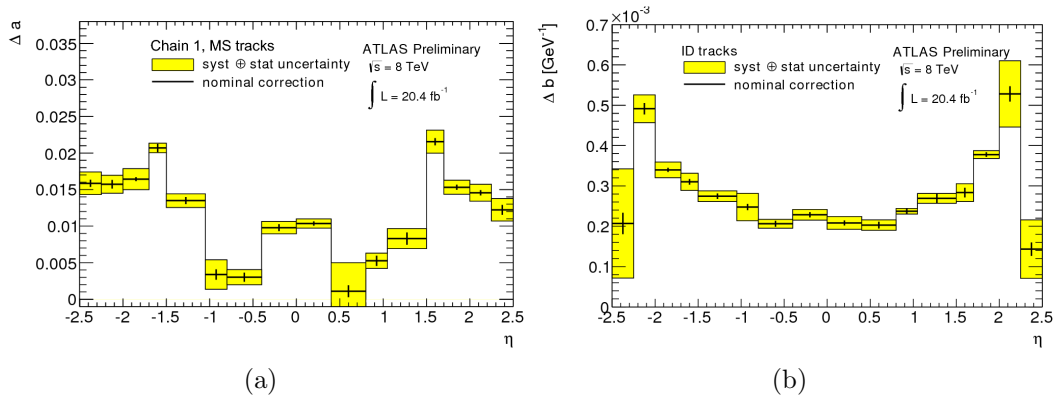 Δ a
0.035
0.03
0.025
0.02
0.015
0.01
0.005
0
Chain 1, MS tracks
syst ⊕ stat uncertainty
nominal correction
ATLAS Preliminary
√s = 8 TeV
∫ L = 20.4 fb⁻¹
-2.5 -2 -1.5 -1 -0.5 0 0.5 1 1.5 2 2.5
η
(a)
Δ b [GeV⁻¹]
×10⁻³
0.7
0.6
0.5
0.4
0.3
0.2
0.1
0
ID tracks
syst ⊕ stat uncertainty
nominal correction
ATLAS Preliminary
√s = 8 TeV
∫ L = 20.4 fb⁻¹
-2.5 -2 -1.5 -1 -0.5 0 0.5 1 1.5 2 2.5
η
(b)